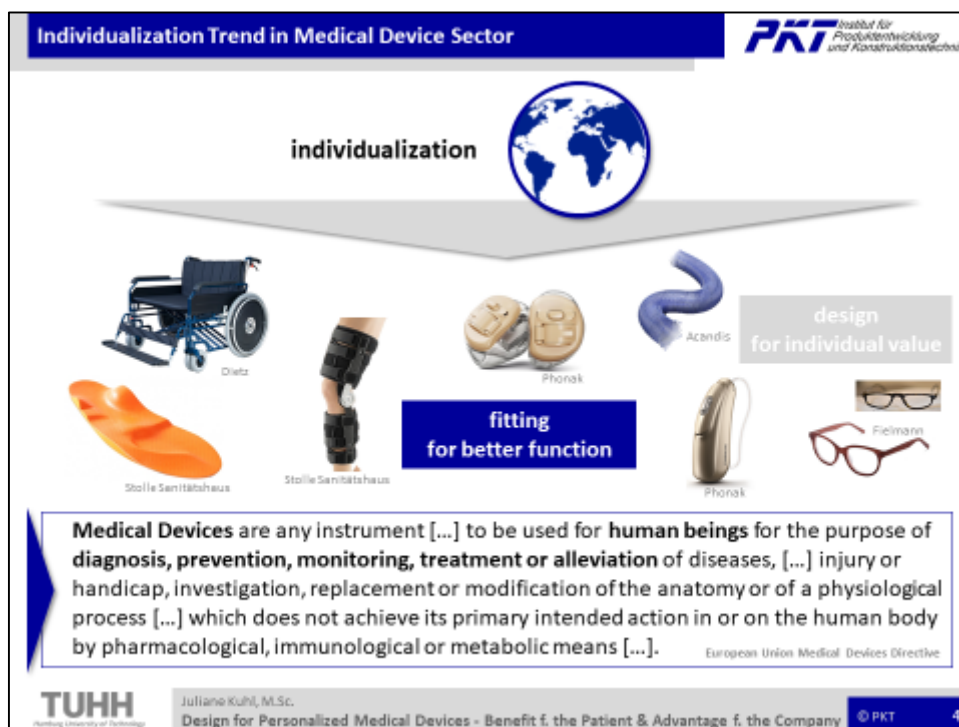 Individualization Trend in Medical Device Sector
PKT Institut für
Produktentwicklung
und Konstruktionstechnik
individualization
Dietz
Phonak
Acandis
design
for individual value
Stolle Sanitätshaus
Stolle Sanitätshaus
fitting
for better function
Phonak
Fielmann
Medical Devices are any instrument […] to be used for human beings for the purpose of
diagnosis, prevention, monitoring, treatment or alleviation of diseases, […] injury or
handicap, investigation, replacement or modification of the anatomy or of a physiological
process […] which does not achieve its primary intended action in or on the human body
by pharmacological, immunological or metabolic means […].
European Union Medical Devices Directive
TUHH
Hamburg University of Technology
Juliane Kuhl, M.Sc.
Design for Personalized Medical Devices - Benefit f. the Patient & Advantage f. the Company
© PKT 4